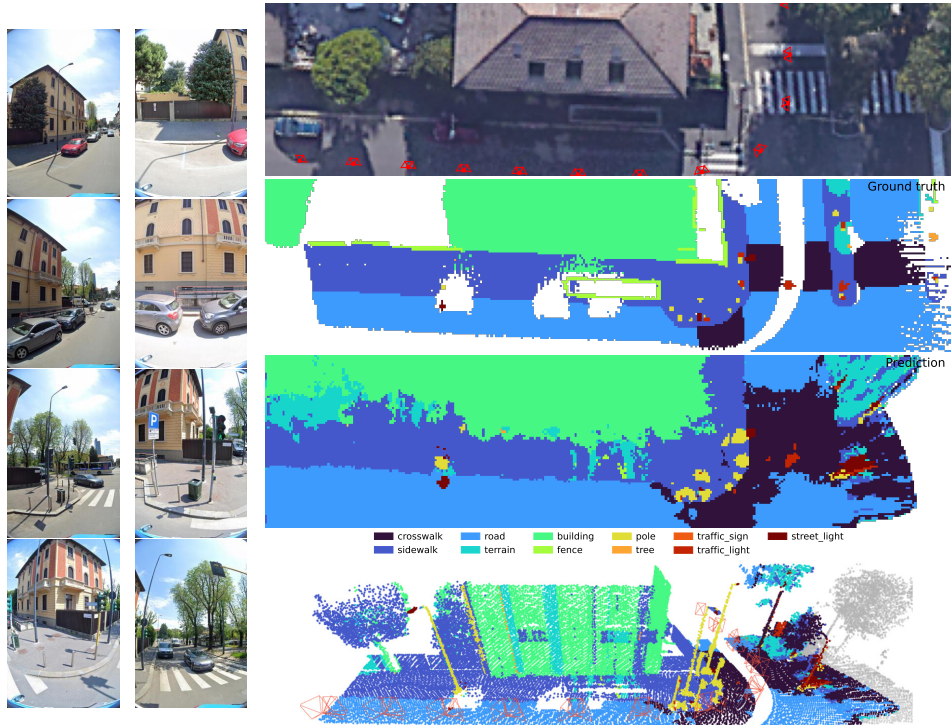 Ground truth
Prediction
crosswalk road building pole traffic_sign street_light
sidewalk terrain fence tree traffic_light
P